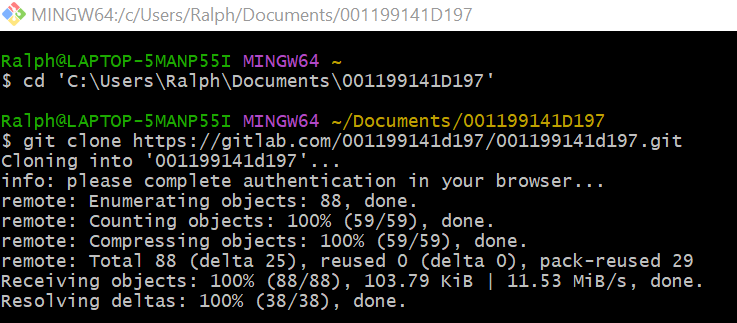 MINGW64:/c/Users/Ralph/Documents/001199141D197
Ralph@LAPTOP-5MANP55I MINGW64 ~
$ cd 'C:\Users\Ralph\Documents\001199141D197'
Ralph@LAPTOP-5MANP55I MINGW64 ~/Documents/001199141D197
$ git clone https://gitlab.com/001199141d197/001199141d197.git
Cloning into '001199141d197'...
info: please complete authentication in your browser...
remote: Enumerating objects: 88, done.
remote: Counting objects: 100% (59/59), done.
remote: Compressing objects: 100% (59/59), done.
remote: Total 88 (delta 25), reused 0 (delta 0), pack-reused 29
Receiving objects: 100% (88/88), 103.79 KiB | 11.53 MiB/s, done.
Resolving deltas: 100% (38/38), done.